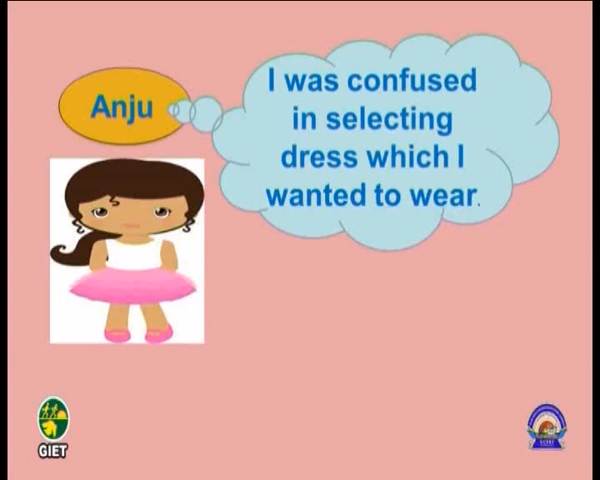 Anju
I was confused
in selecting
dress which I
wanted to wear.
GIET